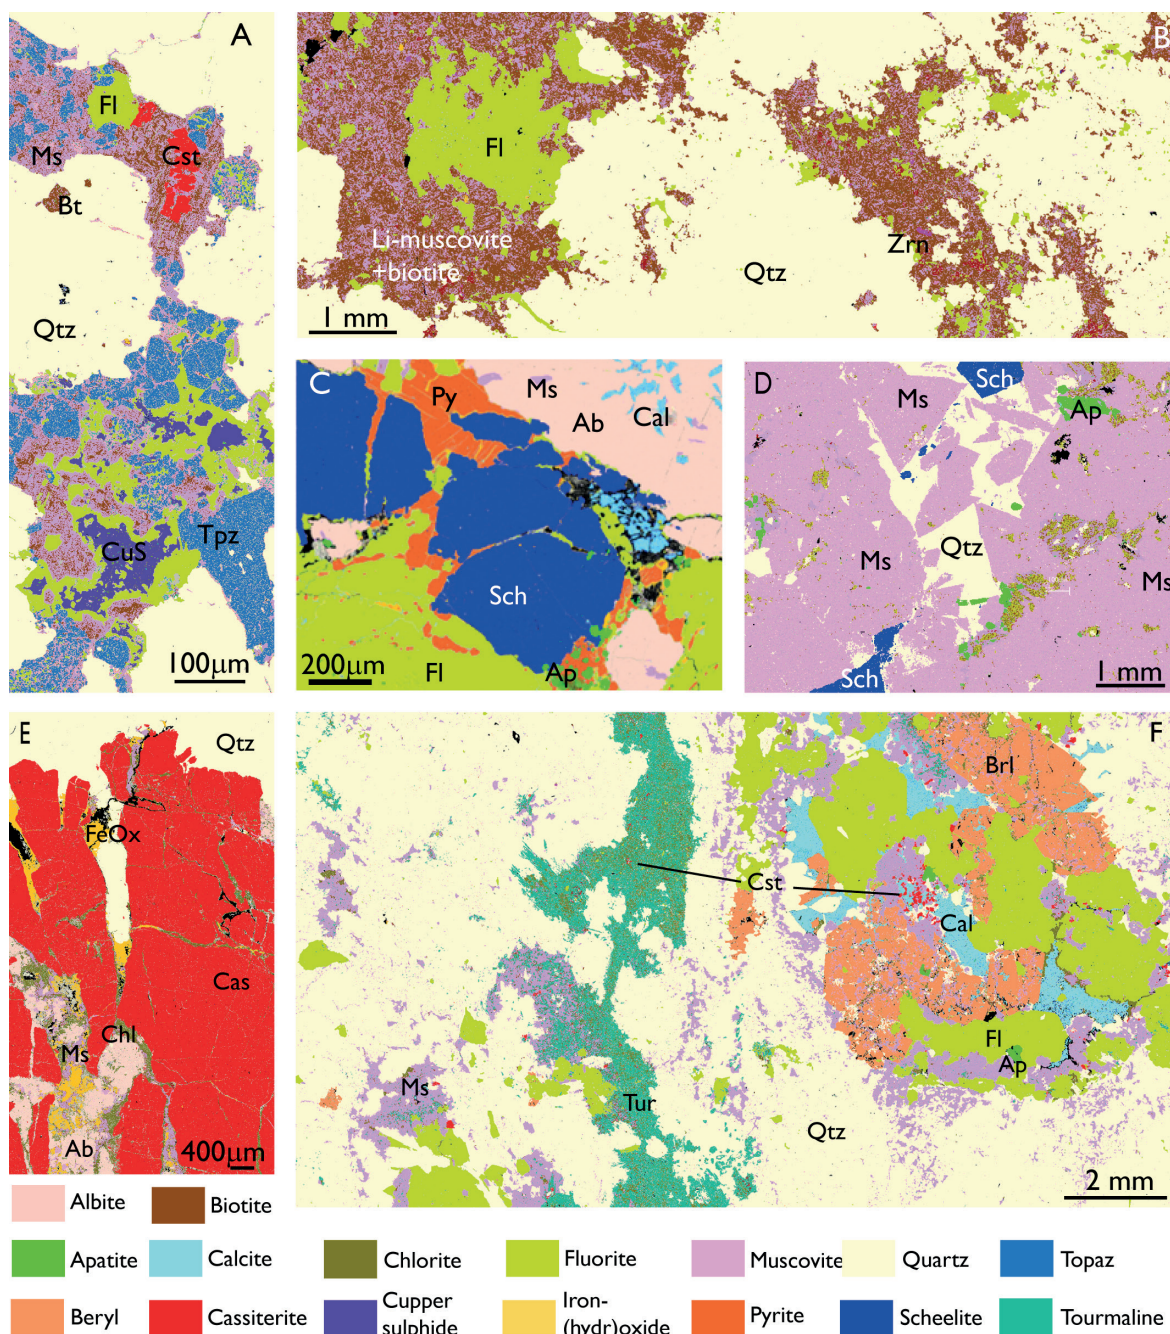 A
Fl
Ms
Cst
Bt
Qtz
CuS
Tpz
100μm
B
Fl
Li-muscovite
+biotite
Zrn
Qtz
1 mm
C
Py
Ms
Ab
Cal
Sch
Fl
Ap
200μm
D
Sch
Ms
Ap
Ms
Qtz
Ms
Sch
1 mm
E
Qtz
FeOx
Cas
Chl
Ms
Ab
400μm
F
Brl
Cst
Cal
Fl
Ap
Ms
Tur
Qtz
2 mm
Albite
Biotite
Apatite
Calcite
Chlorite
Fluorite
Muscovite
Quartz
Topaz
Beryl
Cassiterite
Cupper
sulphide
Iron-
(hydr)oxide
Pyrite
Scheelite
Tourmaline